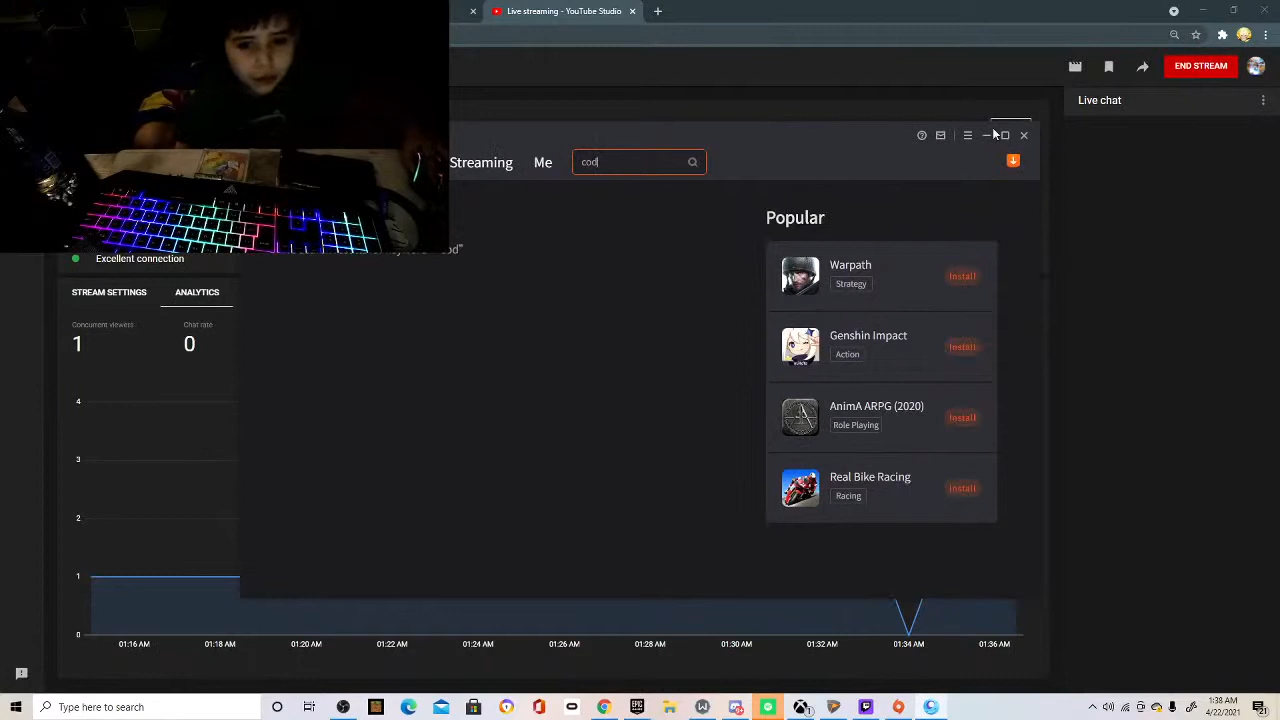 Live streaming - YouTube Studio
END STREAM
Live chat
Streaming
Me
cod
od"
Popular
Warpath
Strategy
Install
Genshin Impact
Action
Install
AnimA ARPG (2020)
Role Playing
Install
Real Bike Racing
Racing
Install
Excellent connection
STREAM SETTINGS
ANALYTICS
Concurrent viewers
1
Chat rate
0
4
3
2
1
0
01:16 AM
01:18 AM
01:20 AM
01:22 AM
01:24 AM
01:26 AM
01:28 AM
01:30 AM
01:32 AM
01:34 AM
01:36 AM
Type here to search
1:38 AM
4/22/2021